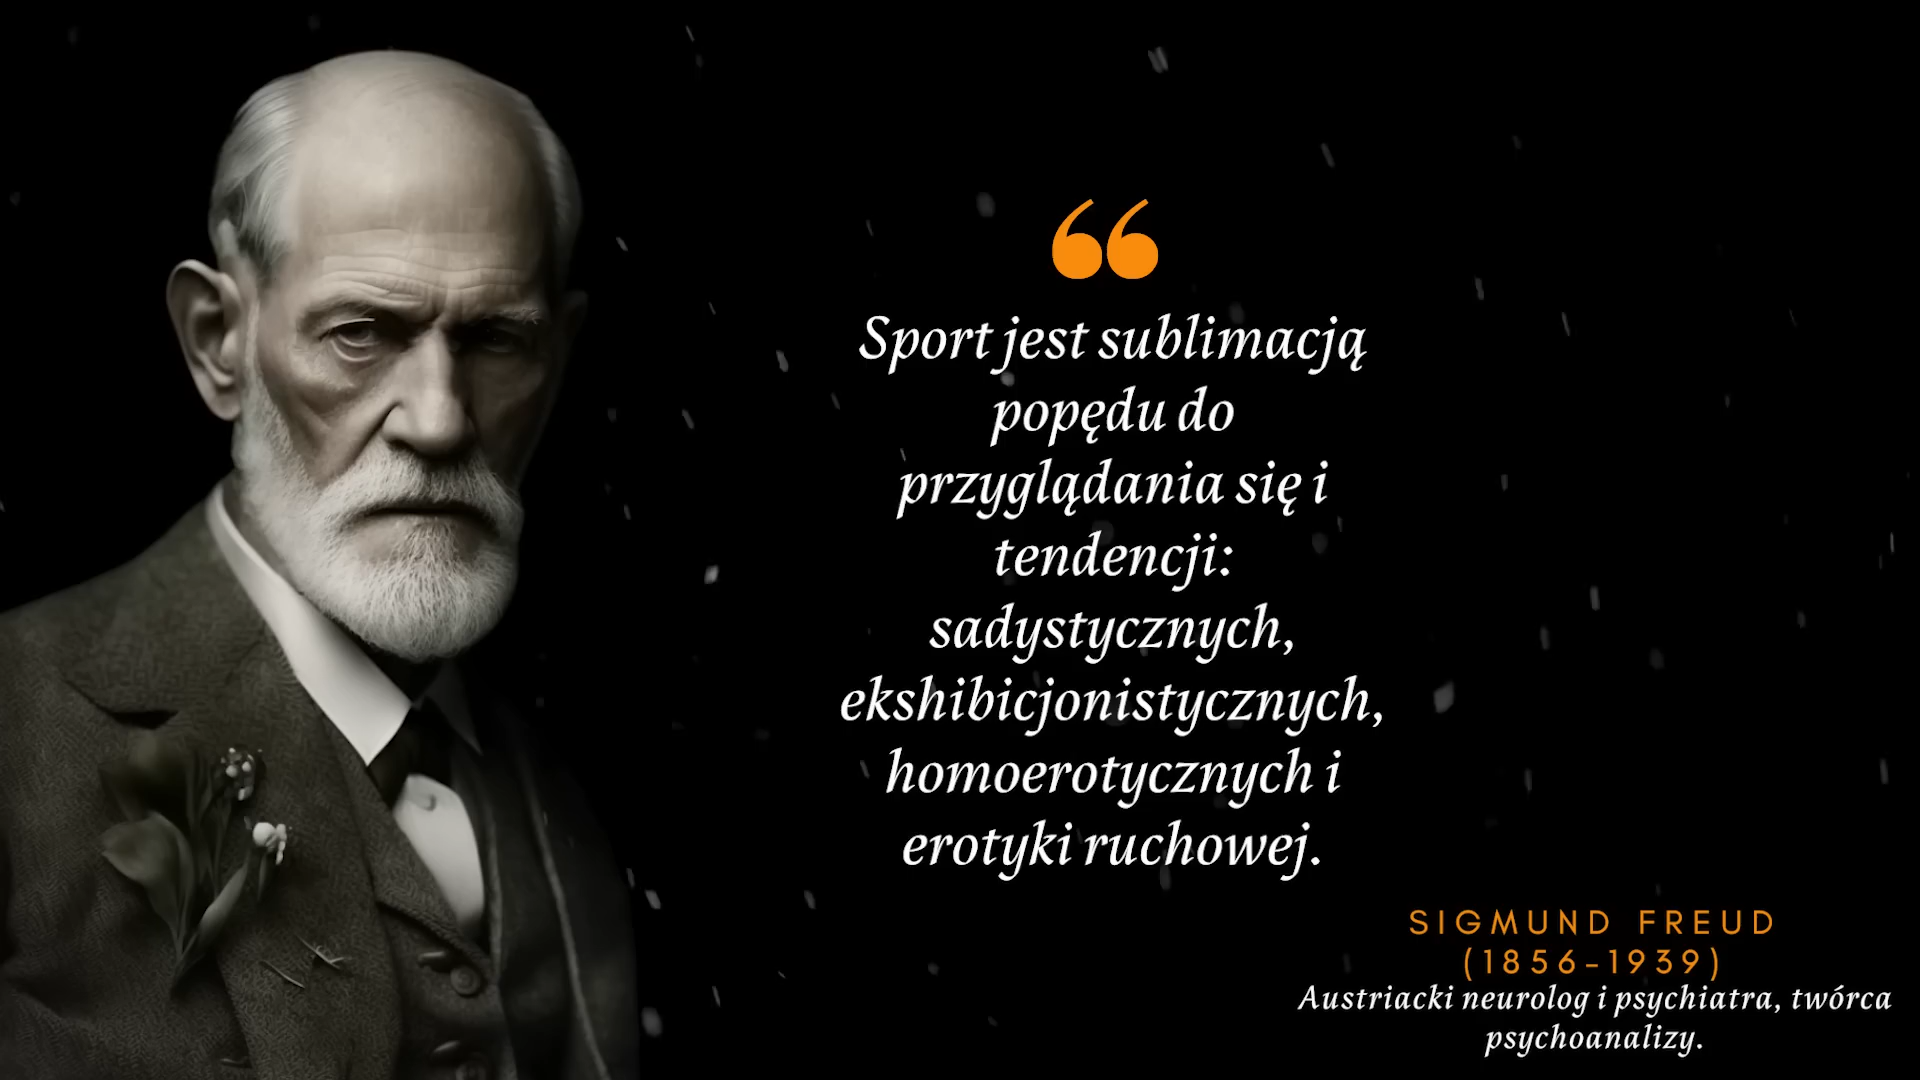 “
Sport jest sublimacją
popędu do
przyglądania się i
tendencji:
sadystycznych,
ekshibicjonistycznych,
homoerotycznych i
erotyki ruchowej.
SIGMUND FREUD
(1856-1939)
Austriacki neurolog i psychiatra, twórca
psychoanalizy.